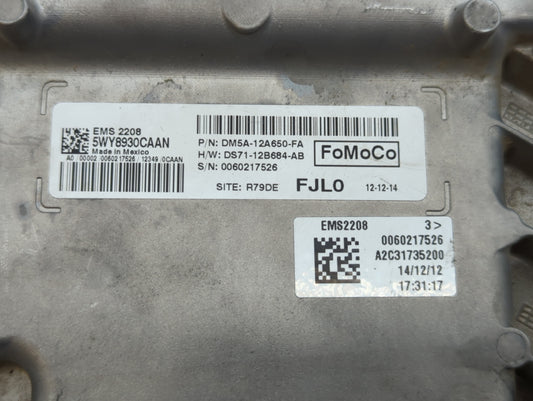 EMS 2208
5WY8930CAAN
Made in Mexico
A0 :00002 :0060217526 : 12349 :0CAAN
P/N: DM5A-12A650-FA
H/W: DS71-12B684-AB
S/N: 0060217526
FoMoCo
SITE: R79DE
FJL0
12-12-14
EMS2208 3>
0060217526
A2C31735200
14/12/12
17:31:17